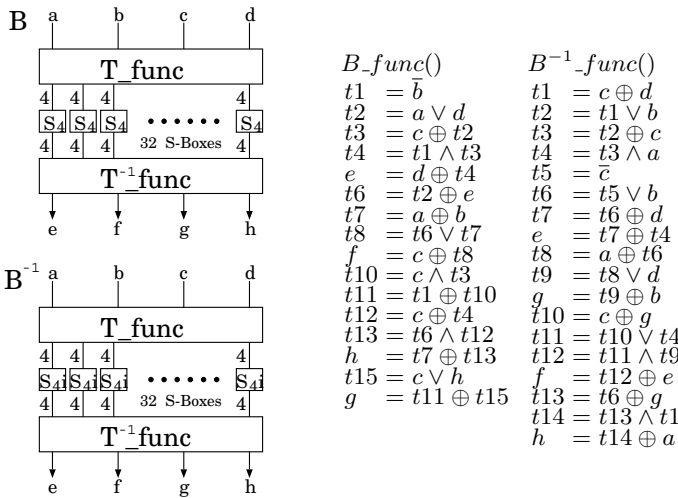 B
a b c d
T_func
4 4 4 4
S4 S4 S4 •••••• S4
4 4 4 4
32 S-Boxes
T-1_func
e f g h
B-1
a b c d
T_func
4 4 4 4
S4i S4i S4i •••••• S4i
4 4 4 4
32 S-Boxes
T-1_func
e f g h
B_func()
t1 = b̅
t2 = a ∨ d
t3 = c ⊕ t2
t4 = t1 ∧ t3
e = d ⊕ t4
t6 = t2 ⊕ e
t7 = a ⊕ b
t8 = t6 ∨ t7
f = c ⊕ t8
t10 = c ∧ t3
t11 = t1 ⊕ t10
t12 = c ⊕ t4
t13 = t6 ∧ t12
h = t7 ⊕ t13
t15 = c ∨ h
g = t11 ⊕ t15
B−1_func()
t1 = c ⊕ d
t2 = t1 ∨ b
t3 = t2 ⊕ c
t4 = t3 ∧ a
t5 = c̅
t6 = t5 ∨ b
t7 = t6 ⊕ d
e = t7 ⊕ t4
t8 = a ⊕ t6
t9 = t8 ∨ d
g = t9 ⊕ b
t10 = c ⊕ g
t11 = t10 ∨ t4
t12 = t11 ∧ t9
f = t12 ⊕ e
t13 = t6 ⊕ g
t14 = t13 ∧ t1
h = t14 ⊕ a